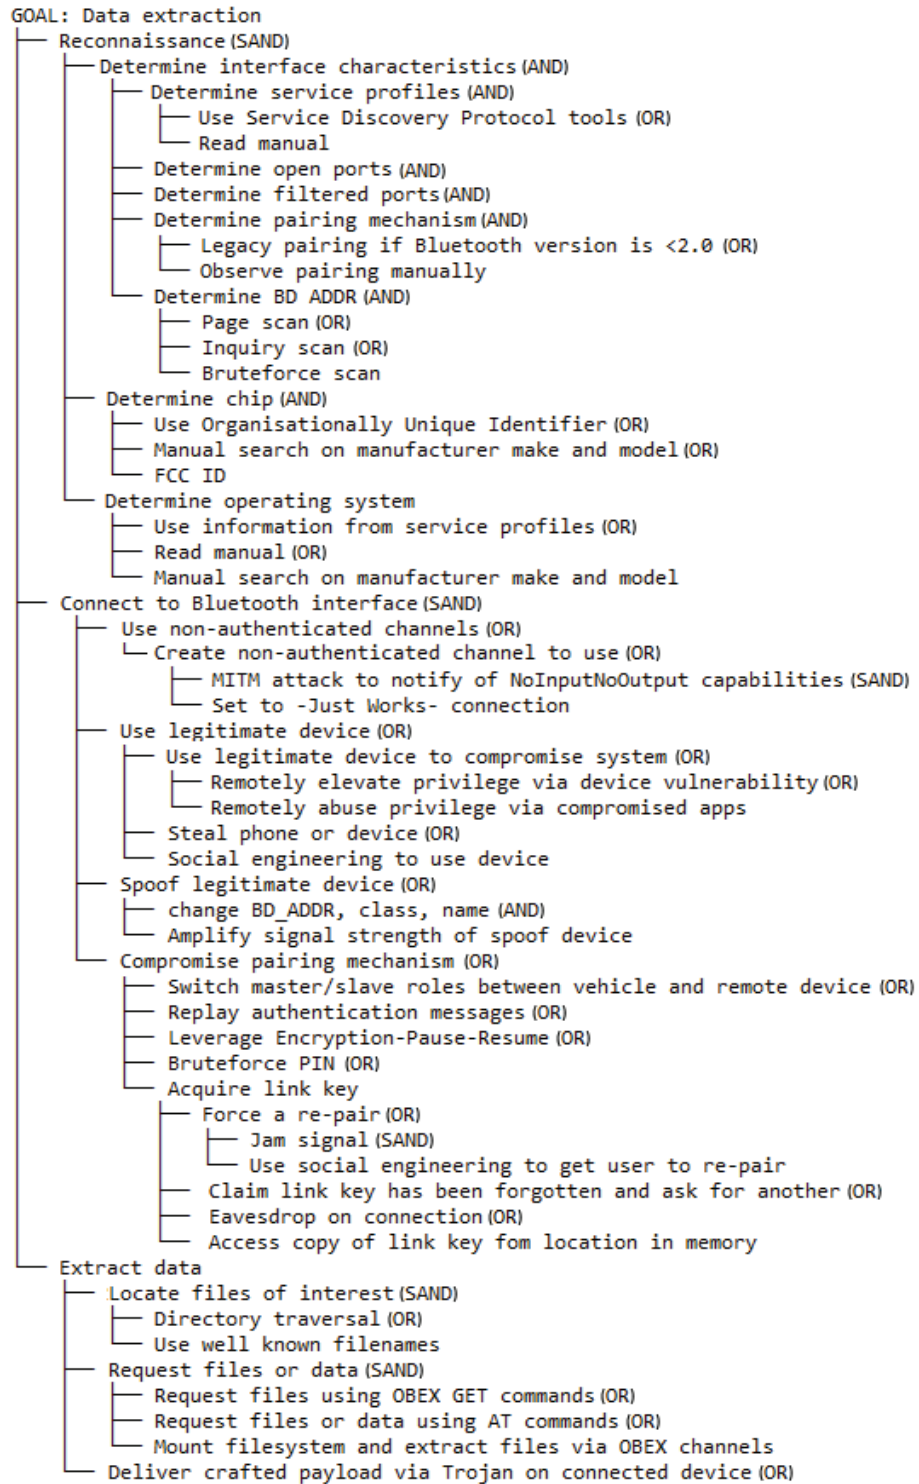 GOAL: Data extraction
Reconnaissance (SAND)
Determine interface characteristics (AND)
Determine service profiles (AND)
Use Service Discovery Protocol tools (OR)
Read manual
Determine open ports (AND)
Determine filtered ports (AND)
Determine pairing mechanism (AND)
Legacy pairing if Bluetooth version is <2.0 (OR)
Observe pairing manually
Determine BD ADDR (AND)
Page scan (OR)
Inquiry scan (OR)
Bruteforce scan
Determine chip (AND)
Use Organisationally Unique Identifier (OR)
Manual search on manufacturer make and model (OR)
FCC ID
Determine operating system
Use information from service profiles (OR)
Read manual (OR)
Manual search on manufacturer make and model
Connect to Bluetooth interface (SAND)
Use non-authenticated channels (OR)
Create non-authenticated channel to use (OR)
MITM attack to notify of NoInputNoOutput capabilities (SAND)
Set to -Just Works- connection
Use legitimate device (OR)
Use legitimate device to compromise system (OR)
Remotely elevate privilege via device vulnerability (OR)
Remotely abuse privilege via compromised apps
Steal phone or device (OR)
Social engineering to use device
Spoof legitimate device (OR)
change BD_ADDR, class, name (AND)
Amplify signal strength of spoof device
Compromise pairing mechanism (OR)
Switch master/slave roles between vehicle and remote device (OR)
Replay authentication messages (OR)
Leverage Encryption-Pause-Resume (OR)
Bruteforce PIN (OR)
Acquire link key
Force a re-pair (OR)
Jam signal (SAND)
Use social engineering to get user to re-pair
Claim link key has been forgotten and ask for another (OR)
Eavesdrop on connection (OR)
Access copy of link key fom location in memory
Extract data
Locate files of interest (SAND)
Directory traversal (OR)
Use well known filenames
Request files or data (SAND)
Request files using OBEX GET commands (OR)
Request files or data using AT commands (OR)
Mount filesystem and extract files via OBEX channels
Deliver crafted payload via Trojan on connected device (OR)